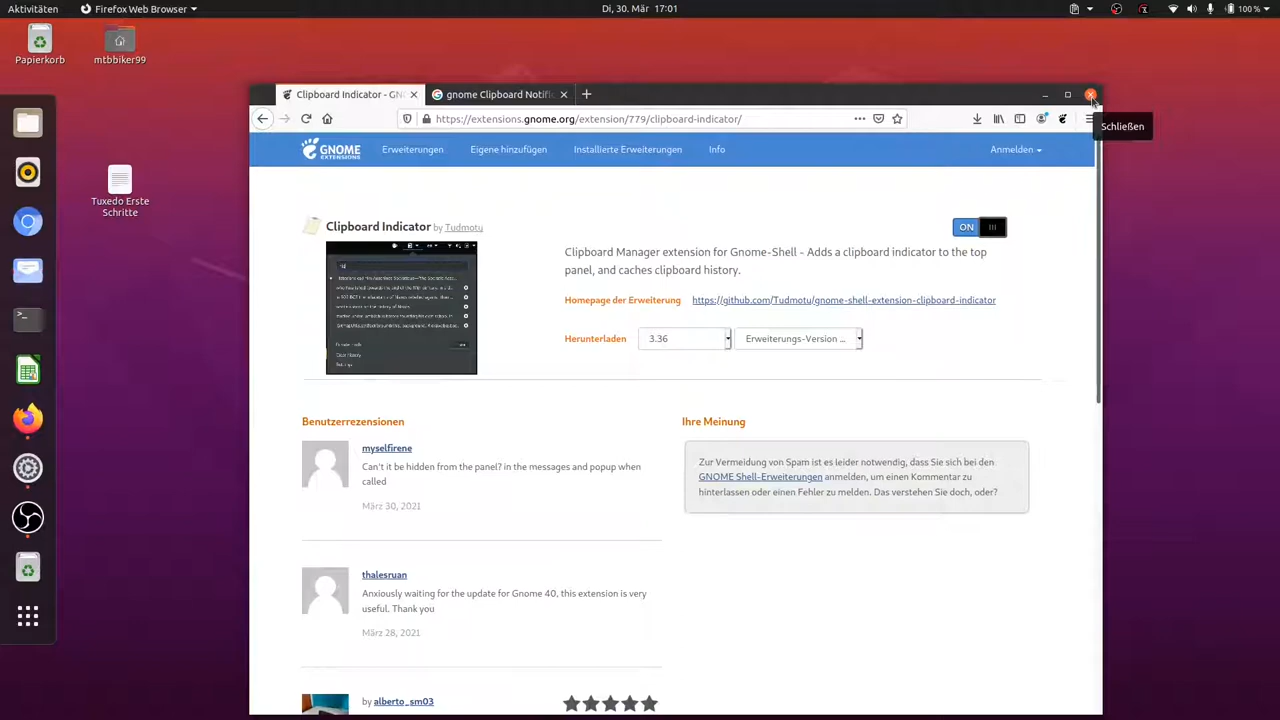 Aktivitäten
Firefox Web Browser
Di, 30. Mär 17:01
100 %
Papierkorb
mtbbiker99
Tuxedo Erste
Schritte
Clipboard Indicator - GN
gnome Clipboard Notifi
https://extensions.gnome.org/extension/779/clipboard-indicator/
Schließen
GNOME
EXTENSIONS
Erweiterungen
Eigene hinzufügen
Installierte Erweiterungen
Info
Anmelden
Clipboard Indicator by Tudmotu
ON
Clipboard Manager extension for Gnome-Shell - Adds a clipboard indicator to the top
panel, and caches clipboard history.
Homepage der Erweiterung
https://github.com/Tudmotu/gnome-shell-extension-clipboard-indicator
Herunterladen
3.36
Erweiterungs-Version ...
Benutzerrezensionen
myselfirene
Can't it be hidden from the panel? in the messages and popup when
called
März 30, 2021
thalesruan
Anxiously waiting for the update for Gnome 40, this extension is very
useful. Thank you
März 28, 2021
by alberto_sm03
Ihre Meinung
Zur Vermeidung von Spam ist es leider notwendig, dass Sie sich bei den
GNOME Shell-Erweiterungen anmelden, um einen Kommentar zu
hinterlassen oder einen Fehler zu melden. Das verstehen Sie doch, oder?